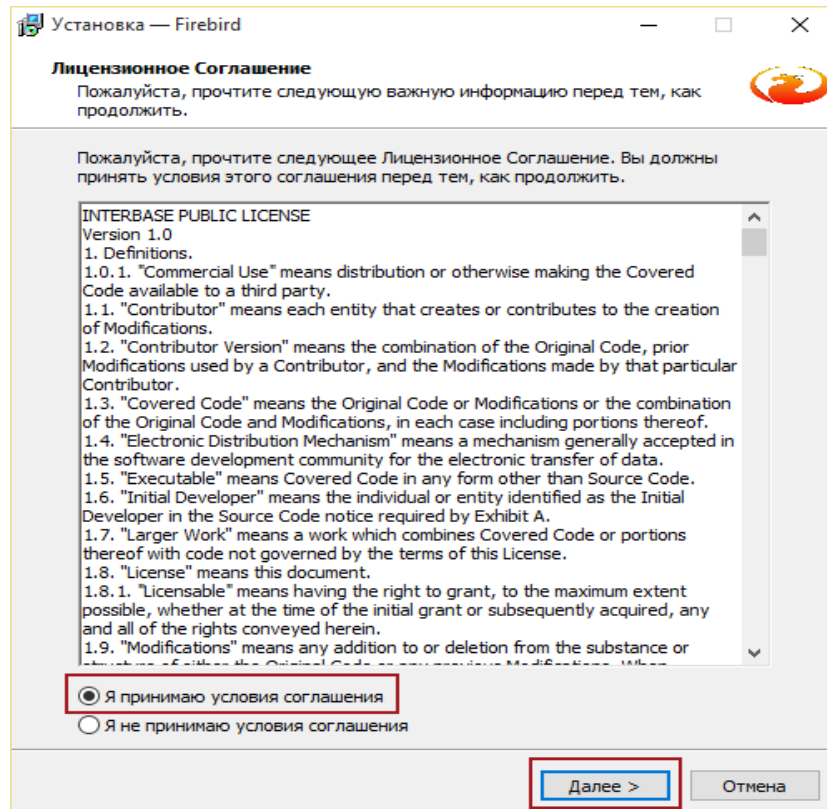 Установка — Firebird
Лицензионное Соглашение
Пожалуйста, прочтите следующую важную информацию перед тем, как
продолжить.
Пожалуйста, прочтите следующее Лицензионное Соглашение. Вы должны
принять условия этого соглашения перед тем, как продолжить.
INTERBASE PUBLIC LICENSE
Version 1.0
1. Definitions.
1.0.1. "Commercial Use" means distribution or otherwise making the Covered
Code available to a third party.
1.1. "Contributor" means each entity that creates or contributes to the creation
of Modifications.
1.2. "Contributor Version" means the combination of the Original Code, prior
Modifications used by a Contributor, and the Modifications made by that particular
Contributor.
1.3. "Covered Code" means the Original Code or Modifications or the combination
of the Original Code and Modifications, in each case including portions thereof.
1.4. "Electronic Distribution Mechanism" means a mechanism generally accepted in
the software development community for the electronic transfer of data.
1.5. "Executable" means Covered Code in any form other than Source Code.
1.6. "Initial Developer" means the individual or entity identified as the Initial
Developer in the Source Code notice required by Exhibit A.
1.7. "Larger Work" means a work which combines Covered Code or portions
thereof with code not governed by the terms of this License.
1.8. "License" means this document.
1.8.1. "Licensable" means having the right to grant, to the maximum extent
possible, whether at the time of the initial grant or subsequently acquired, any
and all of the rights conveyed herein.
1.9. "Modifications" means any addition to or deletion from the substance or
structure of either the Original Code or any previous Modifications. When
Я принимаю условия соглашения
Я не принимаю условия соглашения
Далее >
Отмена